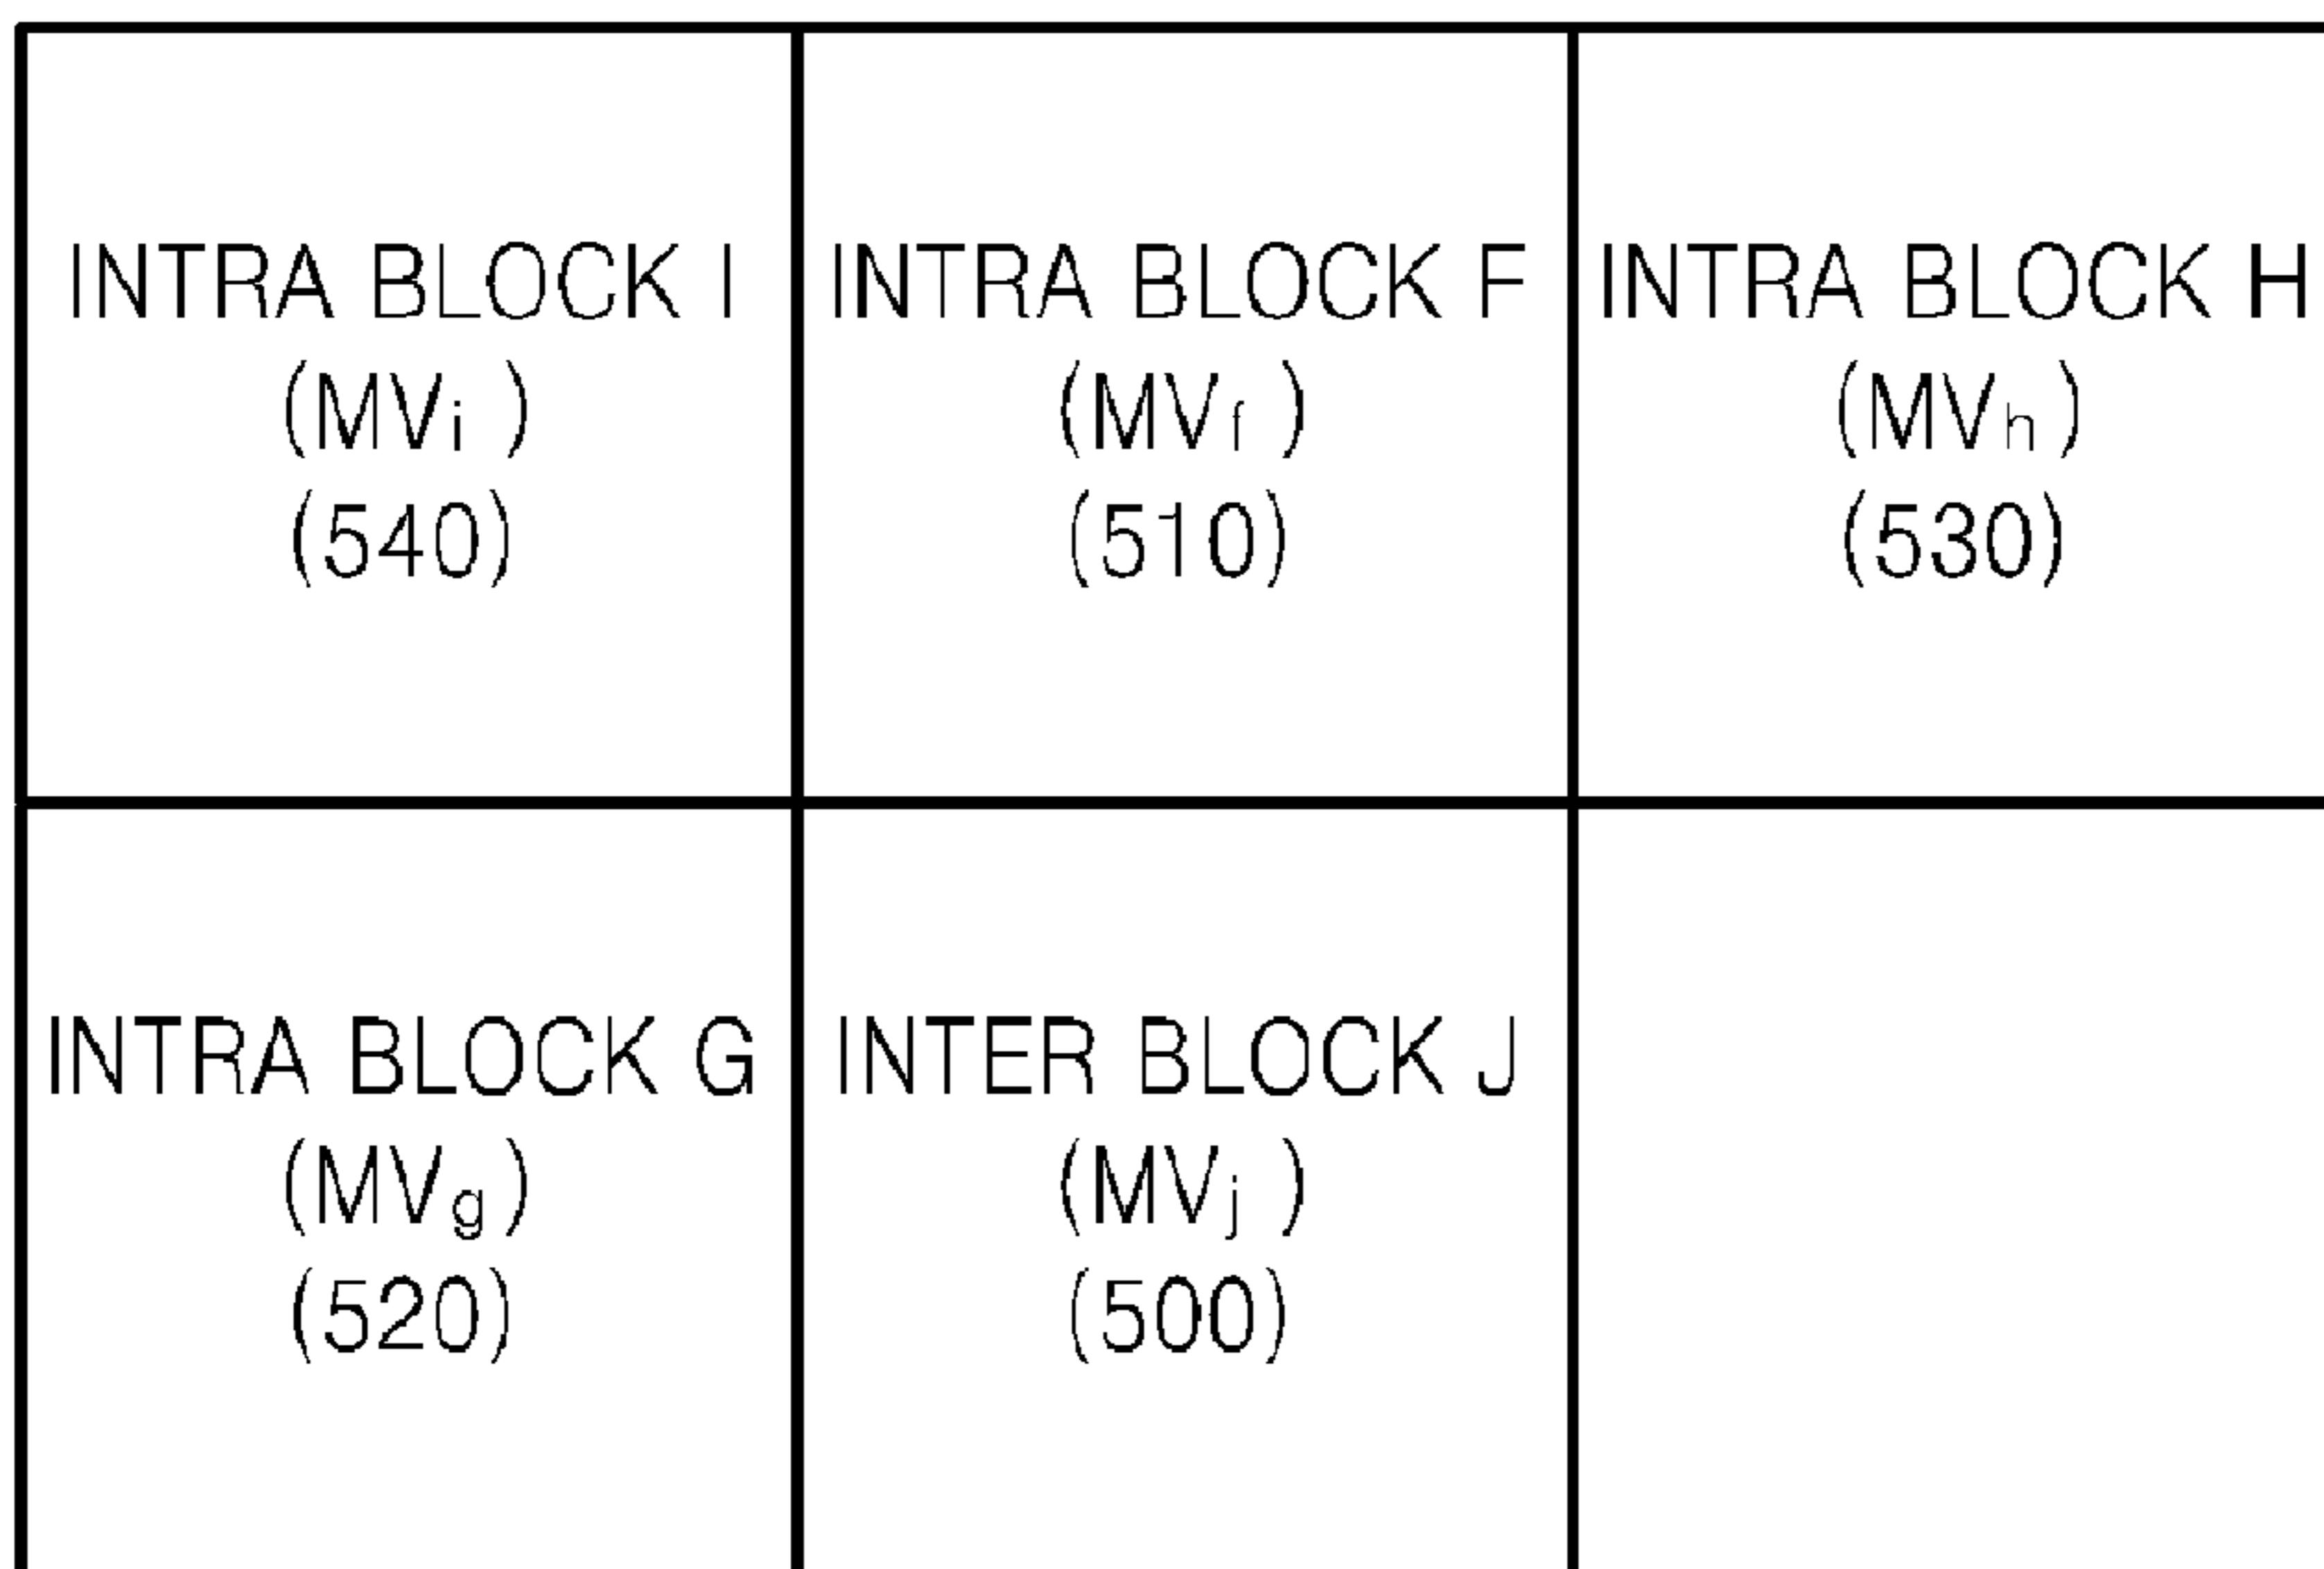 INTRA BLOCK I
(MVi )
(540)
INTRA BLOCK F
(MVf )
(510)
INTRA BLOCK H
(MVh )
(530)
INTRA BLOCK G
(MVg )
(520)
INTER BLOCK J
(MVj )
(500)